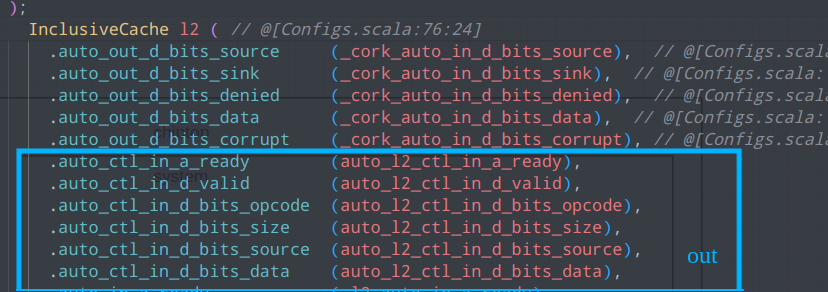 );
InclusiveCache l2 ( // @[Configs.scala:76:24]
.auto_out_d_bits_source (_cork_auto_in_d_bits_source), // @[Configs.scala
.auto_out_d_bits_sink (_cork_auto_in_d_bits_sink), // @[Configs.scala:
.auto_out_d_bits_denied (_cork_auto_in_d_bits_denied), // @[Configs.scala
.auto_out_d_bits_data (_cork_auto_in_d_bits_data), // @[Configs.scala:
.auto_out_d_bits_corrupt (_cork_auto_in_d_bits_corrupt), // @[Configs.scala
.auto_ctl_in_a_ready (auto_l2_ctl_in_a_ready),
.auto_ctl_in_d_valid (auto_l2_ctl_in_d_valid),
system
.auto_ctl_in_d_bits_opcode (auto_l2_ctl_in_d_bits_opcode),
.auto_ctl_in_d_bits_size (auto_l2_ctl_in_d_bits_size),
.auto_ctl_in_d_bits_source (auto_l2_ctl_in_d_bits_source),
out
.auto_ctl_in_d_bits_data (auto_l2_ctl_in_d_bits_data),